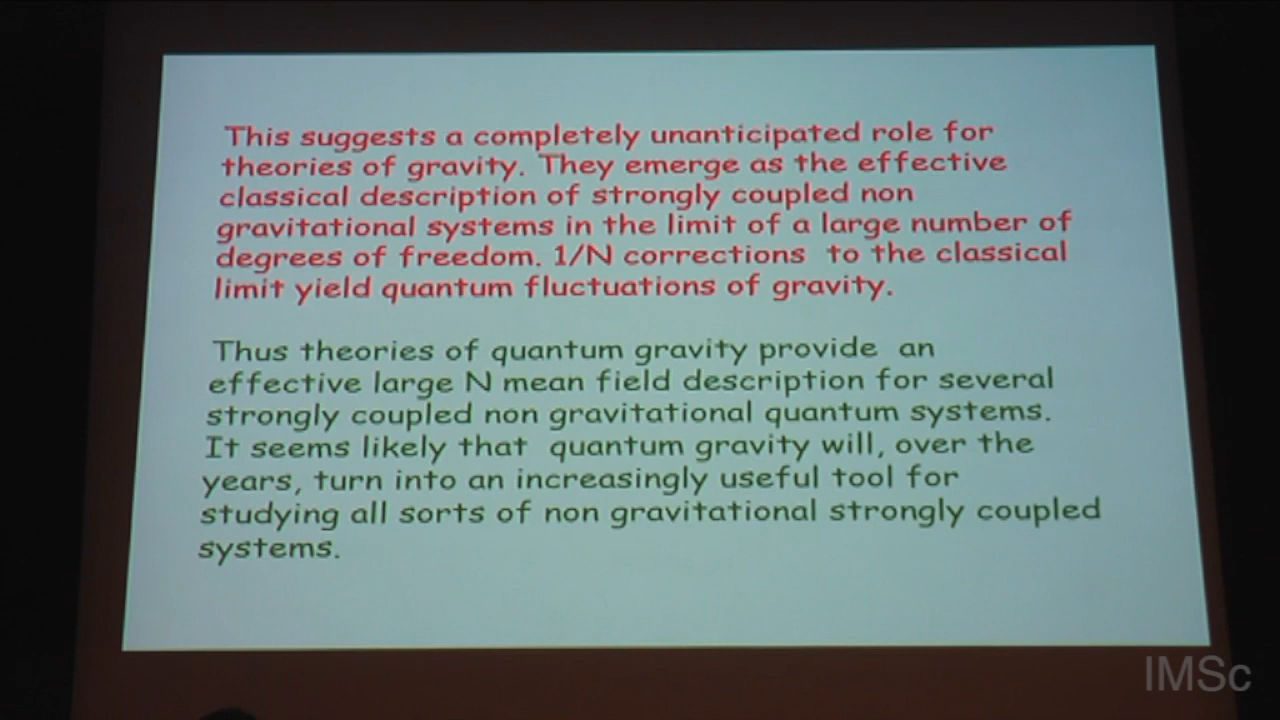 This suggests a completely unanticipated role for
theories of gravity. They emerge as the effective
classical description of strongly coupled non
gravitational systems in the limit of a large number of
degrees of freedom. 1/N corrections to the classical
limit yield quantum fluctuations of gravity.
Thus theories of quantum gravity provide an
effective large N mean field description for several
strongly coupled non gravitational quantum systems.
It seems likely that quantum gravity will, over the
years, turn into an increasingly useful tool for
studying all sorts of non gravitational strongly coupled
systems.
IMSc